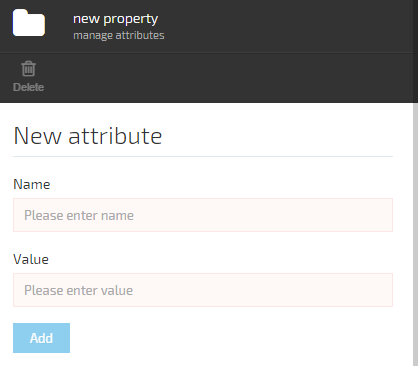 new property
manage attributes
Delete
New attribute
Name
Please enter name
Value
Please enter value
Add